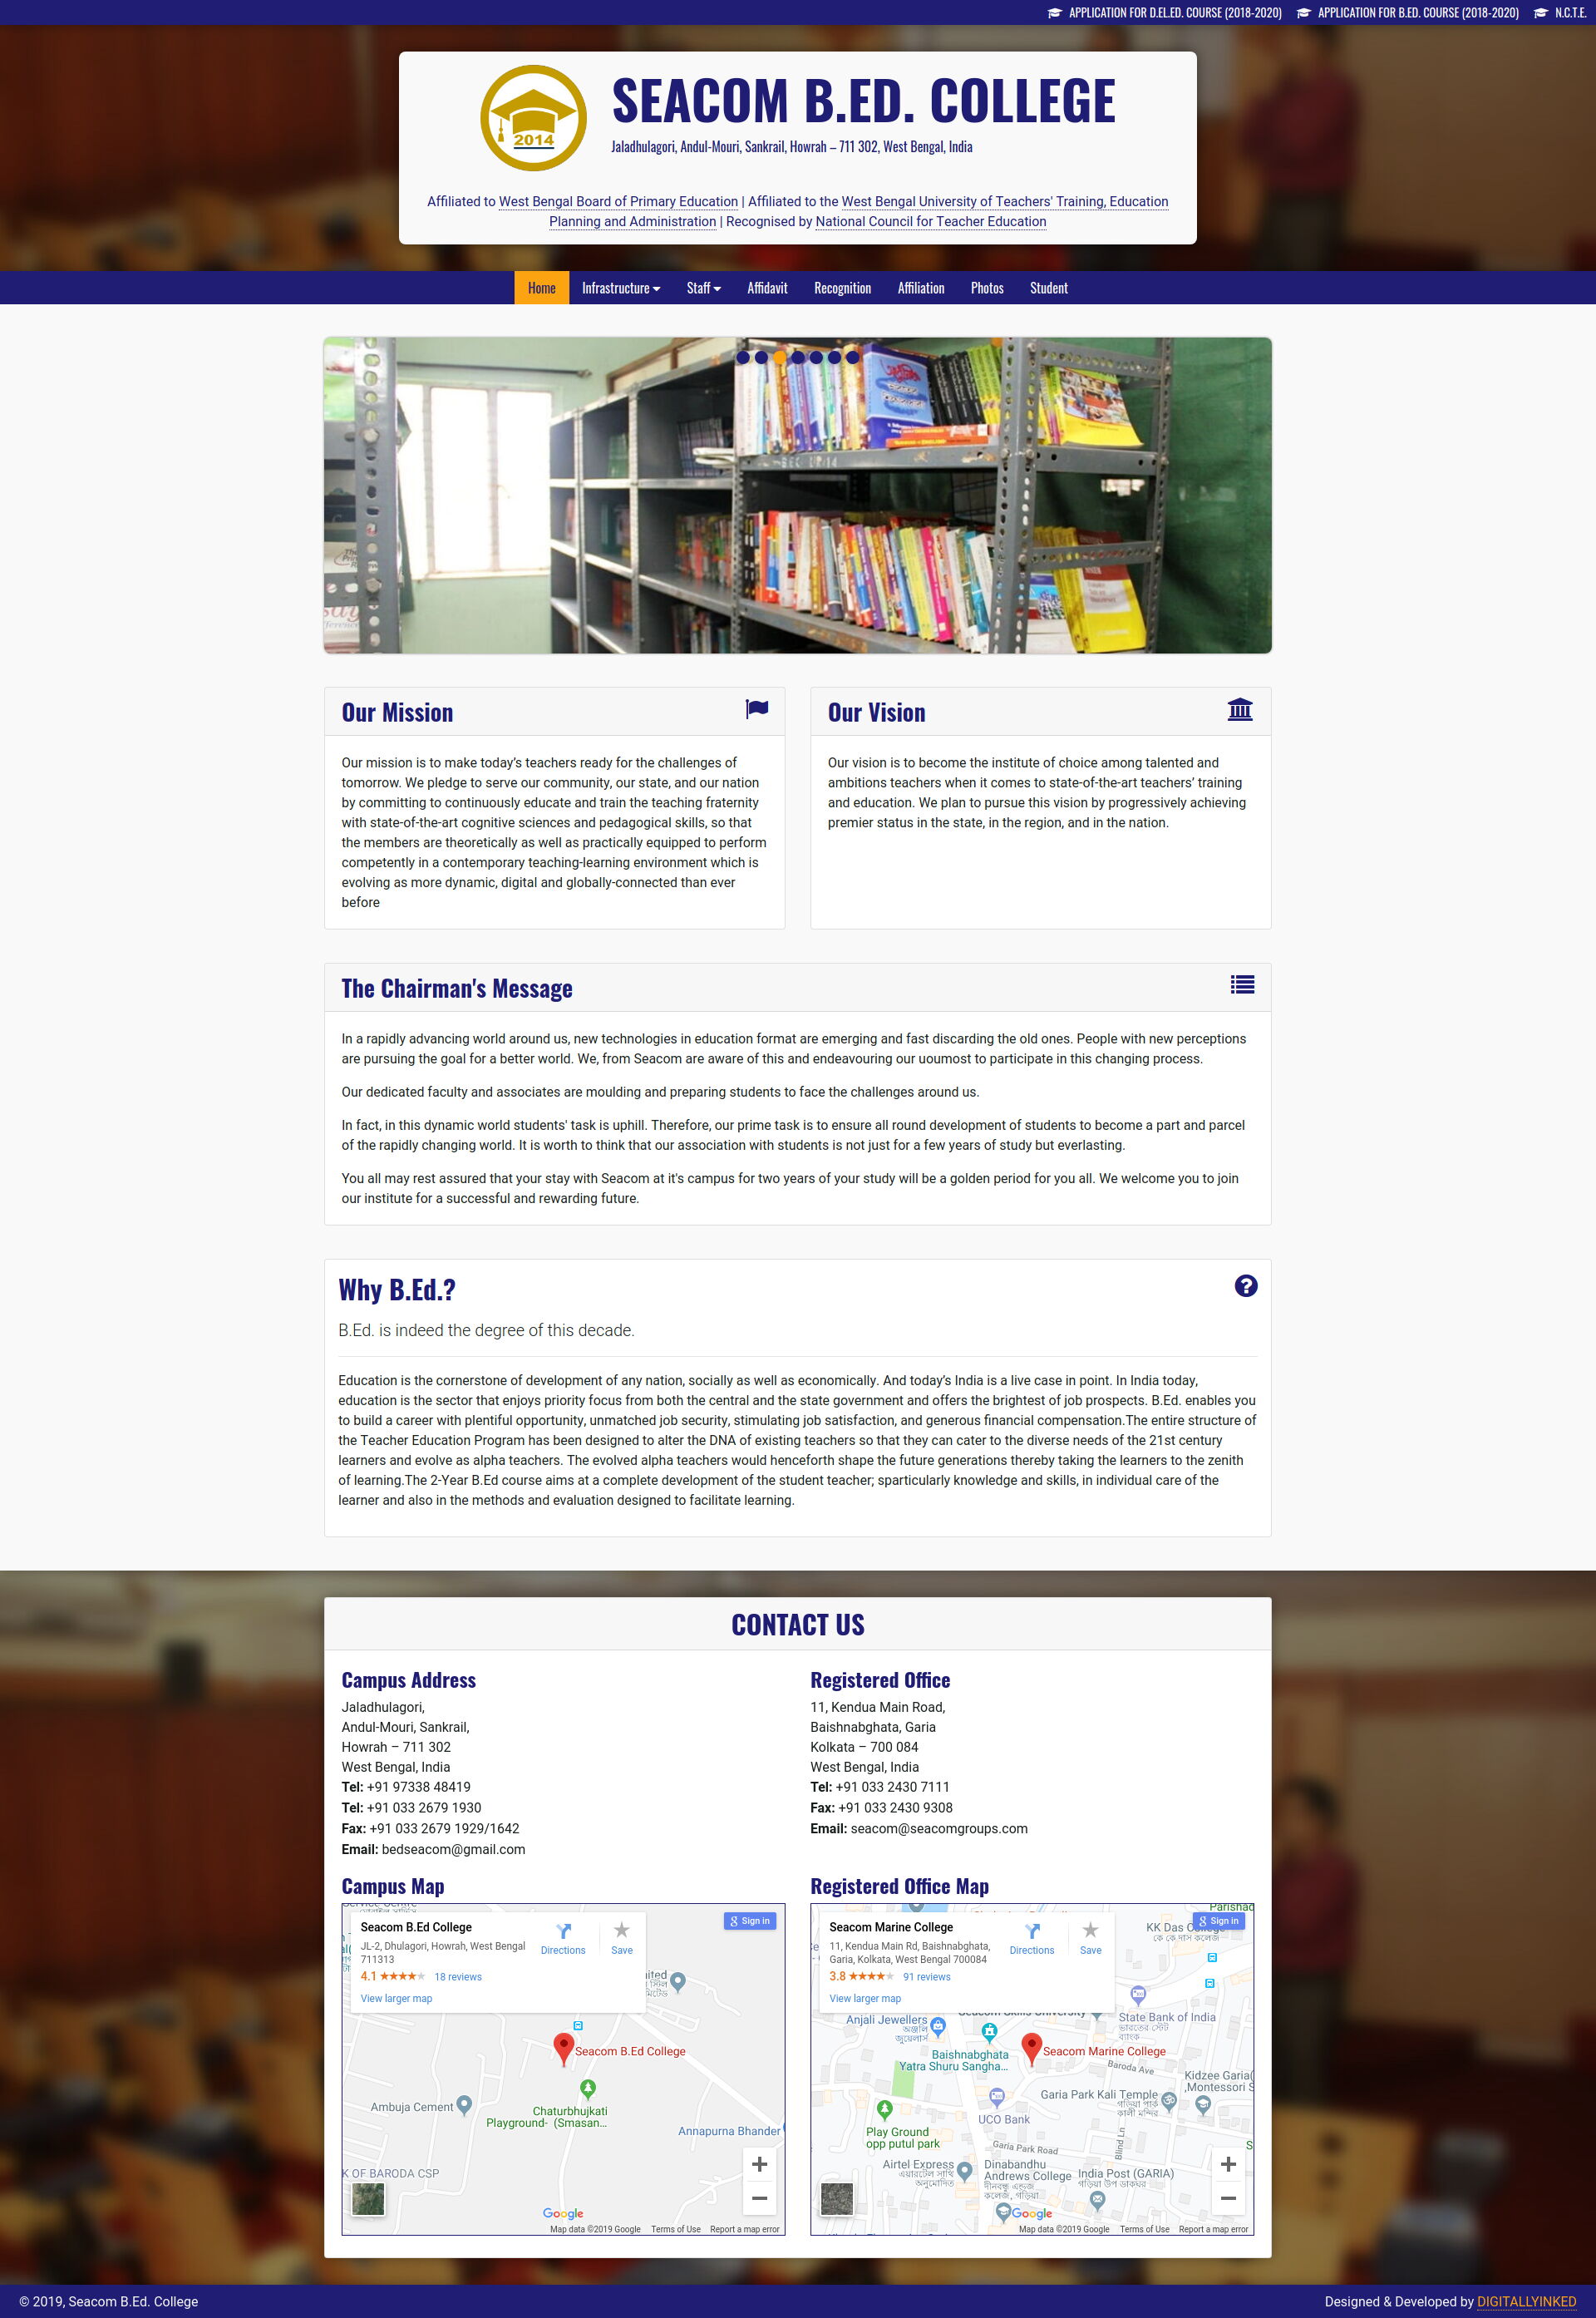 APPLICATION FOR D.EL.ED. COURSE (2018-2020) APPLICATION FOR B.ED. COURSE (2018-2020) N.C.T.E.
2014
SEACOM B.ED. COLLEGE
Jaladhulagori, Andul-Mouri, Sankrail, Howrah – 711 302, West Bengal, India
Affiliated to West Bengal Board of Primary Education | Affiliated to the West Bengal University of Teachers' Training, Education
Planning and Administration | Recognised by National Council for Teacher Education
Home Infrastructure Staff Affidavit Recognition Affiliation Photos Student
Our Mission
Our mission is to make today’s teachers ready for the challenges of
tomorrow. We pledge to serve our community, our state, and our nation
by committing to continuously educate and train the teaching fraternity
with state-of-the-art cognitive sciences and pedagogical skills, so that
the members are theoretically as well as practically equipped to perform
competently in a contemporary teaching-learning environment which is
evolving as more dynamic, digital and globally-connected than ever
before
Our Vision
Our vision is to become the institute of choice among talented and
ambitions teachers when it comes to state-of-the-art teachers’ training
and education. We plan to pursue this vision by progressively achieving
premier status in the state, in the region, and in the nation.
The Chairman's Message
In a rapidly advancing world around us, new technologies in education format are emerging and fast discarding the old ones. People with new perceptions
are pursuing the goal for a better world. We, from Seacom are aware of this and endeavouring our uoumost to participate in this changing process.
Our dedicated faculty and associates are moulding and preparing students to face the challenges around us.
In fact, in this dynamic world students' task is uphill. Therefore, our prime task is to ensure all round development of students to become a part and parcel
of the rapidly changing world. It is worth to think that our association with students is not just for a few years of study but everlasting.
You all may rest assured that your stay with Seacom at it's campus for two years of your study will be a golden period for you all. We welcome you to join
our institute for a successful and rewarding future.
Why B.Ed.?
B.Ed. is indeed the degree of this decade.
Education is the cornerstone of development of any nation, socially as well as economically. And today’s India is a live case in point. In India today,
education is the sector that enjoys priority focus from both the central and the state government and offers the brightest of job prospects. B.Ed. enables you
to build a career with plentiful opportunity, unmatched job security, stimulating job satisfaction, and generous financial compensation.The entire structure of
the Teacher Education Program has been designed to alter the DNA of existing teachers so that they can cater to the diverse needs of the 21st century
learners and evolve as alpha teachers. The evolved alpha teachers would henceforth shape the future generations thereby taking the learners to the zenith
of learning.The 2-Year B.Ed course aims at a complete development of the student teacher; sparticularly knowledge and skills, in individual care of the
learner and also in the methods and evaluation designed to facilitate learning.
CONTACT US
Campus Address
Jaladhulagori,
Andul-Mouri, Sankrail,
Howrah – 711 302
West Bengal, India
Tel: +91 97338 48419
Tel: +91 033 2679 1930
Fax: +91 033 2679 1929/1642
Email: bedseacom@gmail.com
Registered Office
11, Kendua Main Road,
Baishnabghata, Garia
Kolkata – 700 084
West Bengal, India
Tel: +91 033 2430 7111
Fax: +91 033 2430 9308
Email: seacom@seacomgroups.com
Campus Map
Seacom B.Ed College
JL-2, Dhulagori, Howrah, West Bengal
711313
4.1 18 reviews
View larger map
Directions Save
Sign in
Seacom B.Ed College
Ambuja Cement
Chaturbhujkati
Playground- (Smasan...
Annapurna Bhander
K OF BARODA CSP
Google
Map data ©2019 Google Terms of Use Report a map error
Registered Office Map
Seacom Marine College
11, Kendua Main Rd, Baishnabghata,
Garia, Kolkata, West Bengal 700084
3.8 91 reviews
View larger map
Directions Save
Sign in
Parishad
KK Das College
কে কে দাস কলেজ
Seacom Skills University
State Bank of India
ভারতের স্টেট
ব্যাংক
Anjali Jewellers
অঞ্জলি
জুয়েলার্স
Baishnabghata
Yatra Shuru Sangha...
Seacom Marine College
Baroda Ave
Kidzee Garia(
,Montessori S
Garia Park Kali Temple
গড়িয়া পার্ক
কালী মন্দির
UCO Bank
Play Ground
opp putul park
Garia Park Road
Blind Ln
Airtel Express
এয়ারটেল সাথি
অনুমোদিত
Dinabandhu
Andrews College
দীনবন্ধু এন্ড্রুজ
কলেজ, গড়িয়া
India Post (GARIA)
গড়িয়া উপ ডাকঘর
Google
Map data ©2019 Google Terms of Use Report a map error
© 2019, Seacom B.Ed. College
Designed & Developed by DIGITALLYINKED